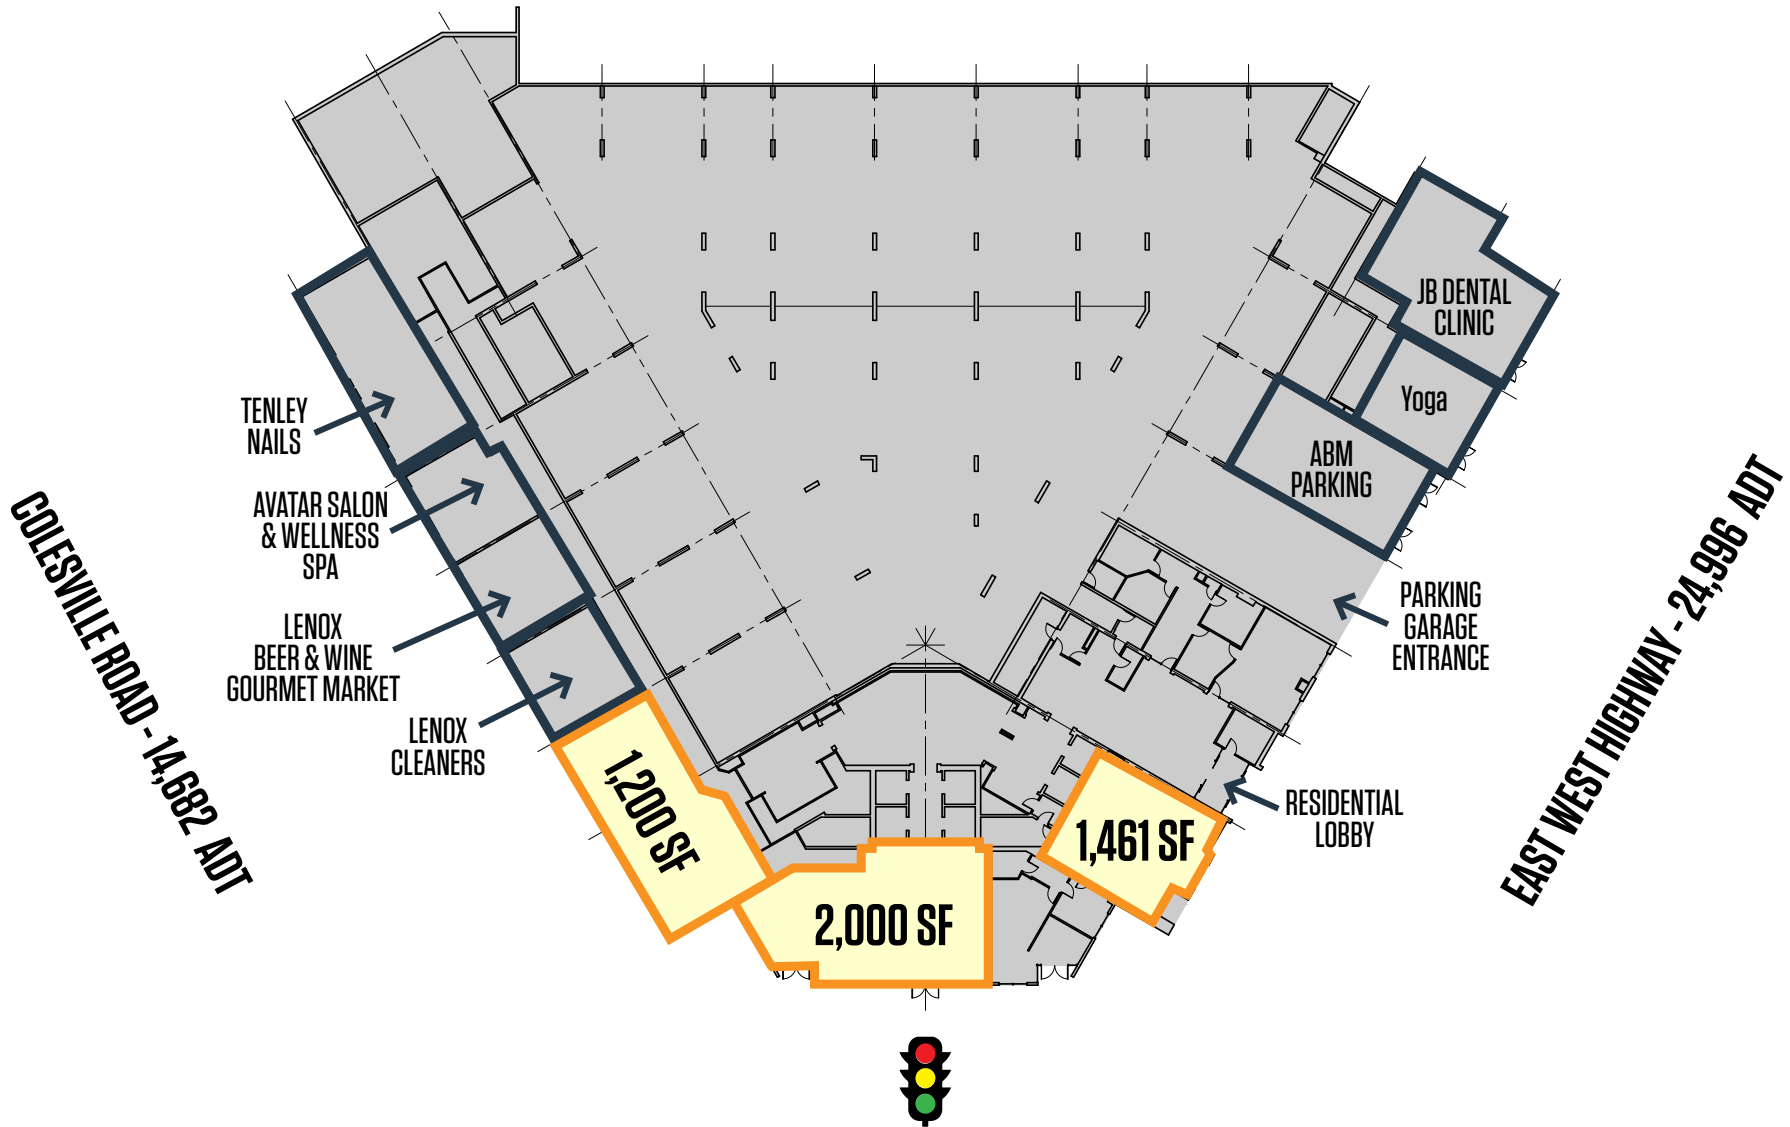 JB DENTAL
CLINIC
Yoga
ABM
PARKING
TENLEY
NAILS
AVATAR SALON
& WELLNESS
SPA
LENOX
BEER & WINE
GOURMET MARKET
LENOX
CLEANERS
COLESVILLE ROAD - 14,682 ADT
1,200 SF
2,000 SF
1,461 SF
PARKING
GARAGE
ENTRANCE
RESIDENTIAL
LOBBY
EAST WEST HIGHWAY - 24,996 ADT